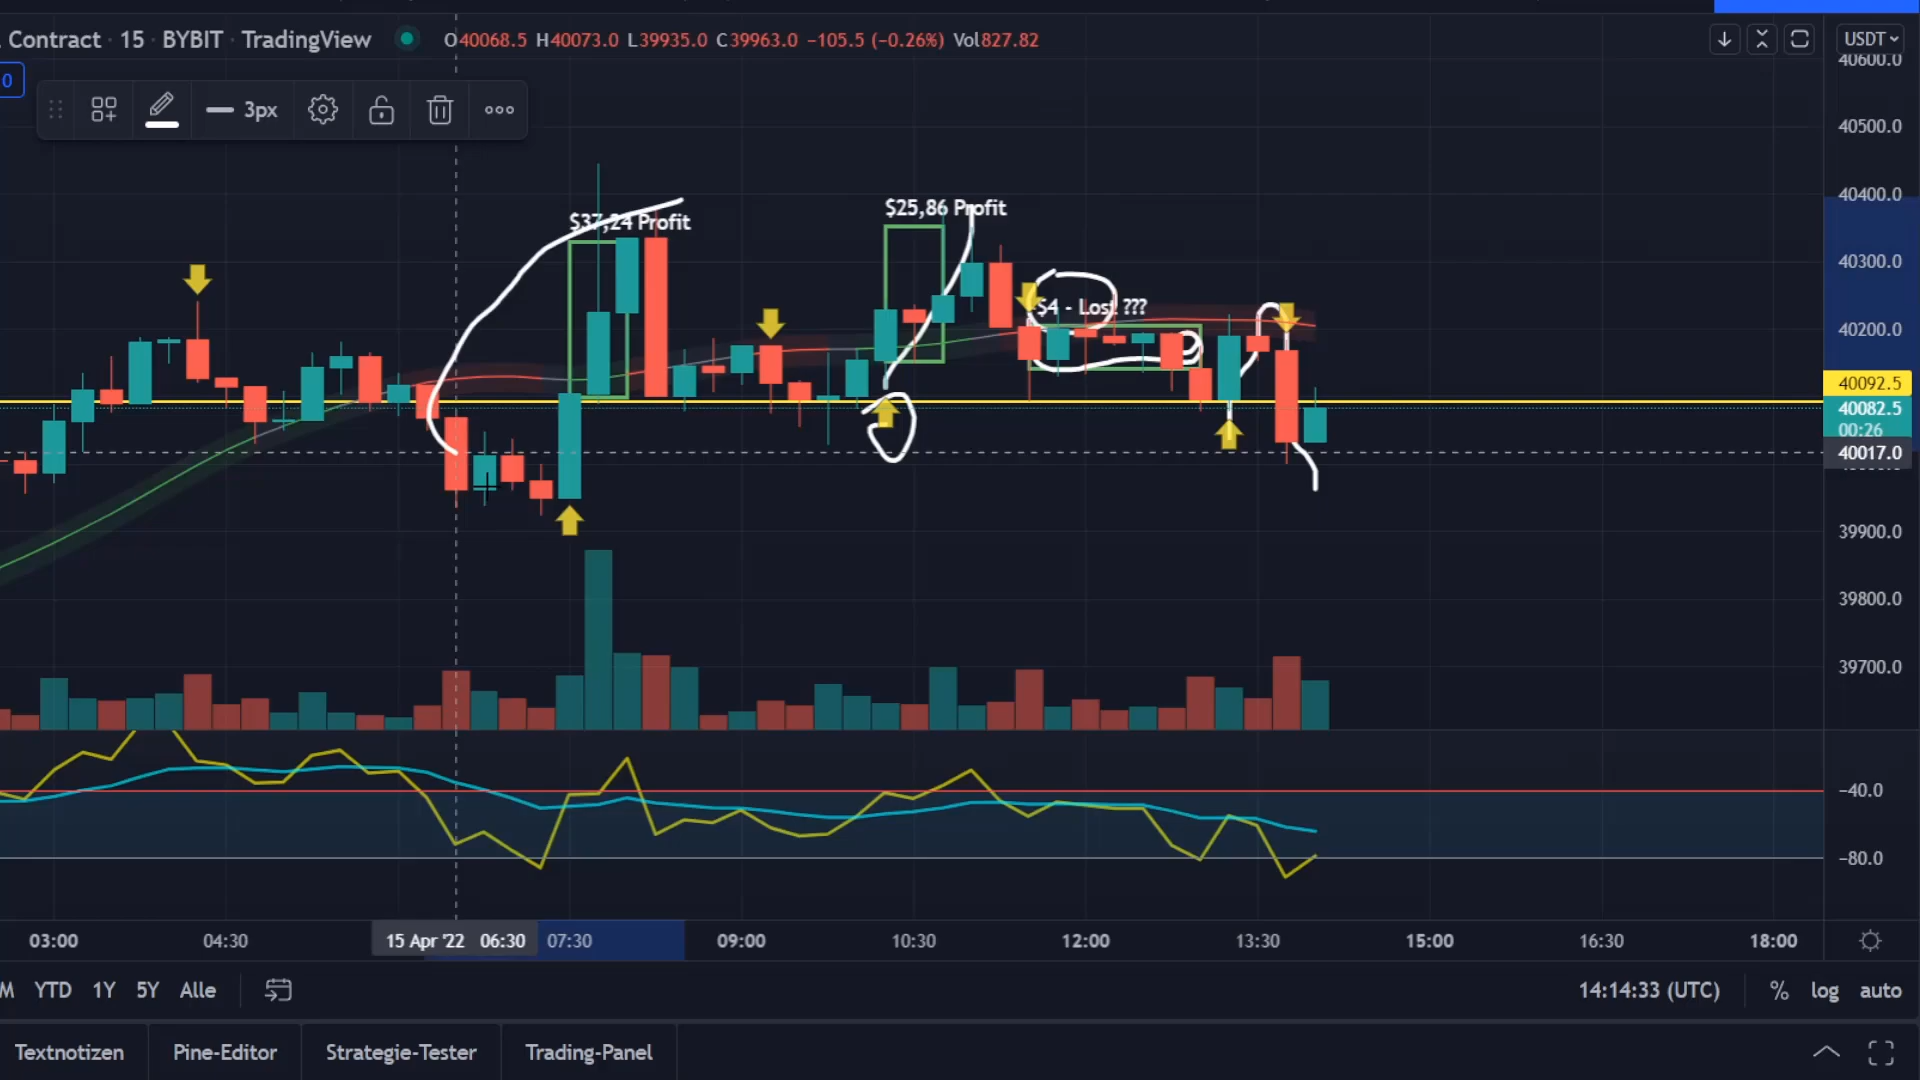 Contract · 15 · BYBIT · TradingView O40068.5 H40073.0 L39935.0 C39963.0 −105.5 (−0.26%) Vol827.82
USDT
0
3px
40600.0
40500.0
40400.0
40300.0
40200.0
40092.5
40082.5
00:26
40017.0
39900.0
39800.0
39700.0
$37,24 Profit
$25,86 Profit
$4 - Lost ???
−40.0
−80.0
03:00 04:30 15 Apr '22 06:30 07:30 09:00 10:30 12:00 13:30 15:00 16:30 18:00
M YTD 1Y 5Y Alle 14:14:33 (UTC) % log auto
Textnotizen Pine-Editor Strategie-Tester Trading-Panel